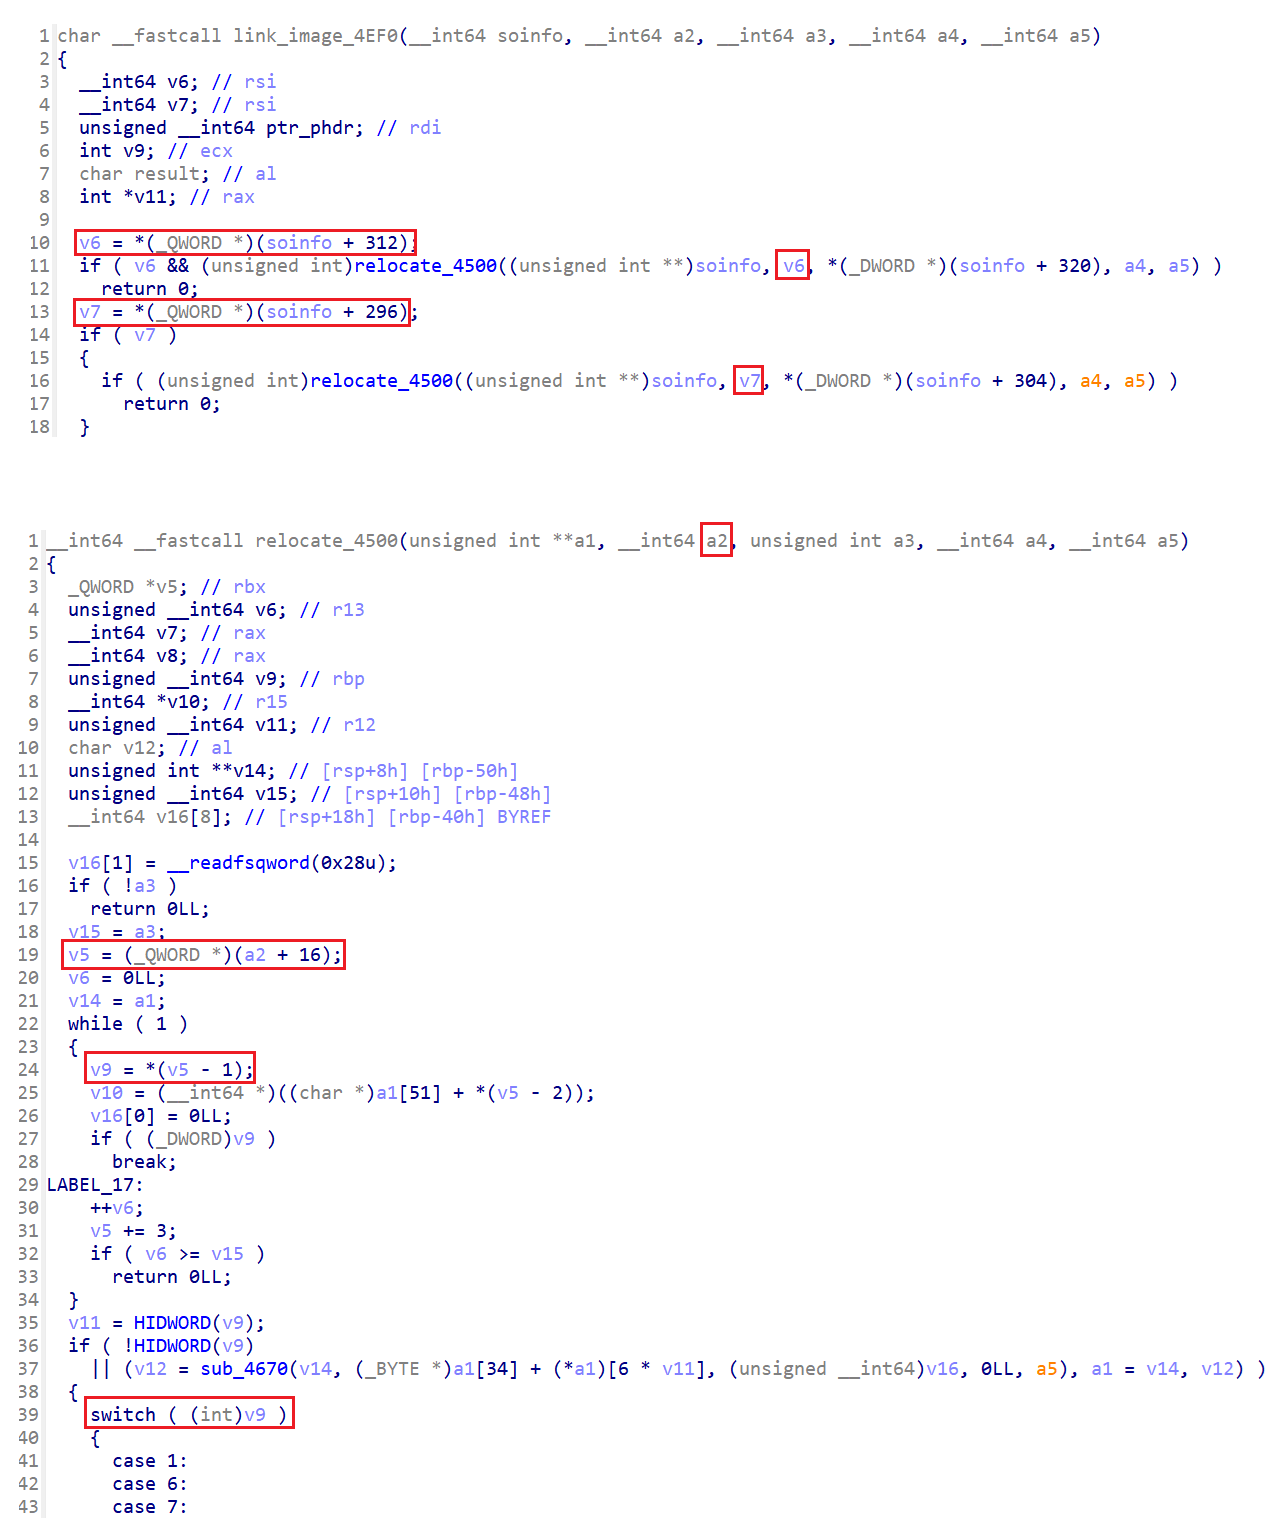 1 char __fastcall link_image_4EF0(__int64 soinfo, __int64 a2, __int64 a3, __int64 a4, __int64 a5)
2 {
3   __int64 v6; // rsi
4   __int64 v7; // rsi
5   unsigned __int64 ptr_phdr; // rdi
6   int v9; // ecx
7   char result; // al
8   int *v11; // rax
9
10   v6 = *(_QWORD *)(soinfo + 312);
11   if ( v6 && (unsigned int)relocate_4500((unsigned int **)soinfo, v6, *(_DWORD *)(soinfo + 320), a4, a5) )
12     return 0;
13   v7 = *(_QWORD *)(soinfo + 296);
14   if ( v7 )
15   {
16     if ( (unsigned int)relocate_4500((unsigned int **)soinfo, v7, *(_DWORD *)(soinfo + 304), a4, a5) )
17       return 0;
18   }
1 __int64 __fastcall relocate_4500(unsigned int **a1, __int64 a2, unsigned int a3, __int64 a4, __int64 a5)
2 {
3   _QWORD *v5; // rbx
4   unsigned __int64 v6; // r13
5   __int64 v7; // rax
6   __int64 v8; // rax
7   unsigned __int64 v9; // rbp
8   __int64 *v10; // r15
9   unsigned __int64 v11; // r12
10   char v12; // al
11   unsigned int **v14; // [rsp+8h] [rbp-50h]
12   unsigned __int64 v15; // [rsp+10h] [rbp-48h]
13   __int64 v16[8]; // [rsp+18h] [rbp-40h] BYREF
14
15   v16[1] = __readfsqword(0x28u);
16   if ( !a3 )
17     return 0LL;
18   v15 = a3;
19   v5 = (_QWORD *)(a2 + 16);
20   v6 = 0LL;
21   v14 = a1;
22   while ( 1 )
23   {
24     v9 = *(v5 - 1);
25     v10 = (__int64 *)((char *)a1[51] + *(v5 - 2));
26     v16[0] = 0LL;
27     if ( (_DWORD)v9 )
28       break;
29 LABEL_17:
30     ++v6;
31     v5 += 3;
32     if ( v6 >= v15 )
33       return 0LL;
34   }
35   v11 = HIDWORD(v9);
36   if ( !HIDWORD(v9)
37     || (v12 = sub_4670(v14, (_BYTE *)a1[34] + (*a1)[6 * v11], (unsigned __int64)v16, 0LL, a5), a1 = v14, v12) )
38   {
39     switch ( (int)v9 )
40     {
41       case 1:
42       case 6:
43       case 7: